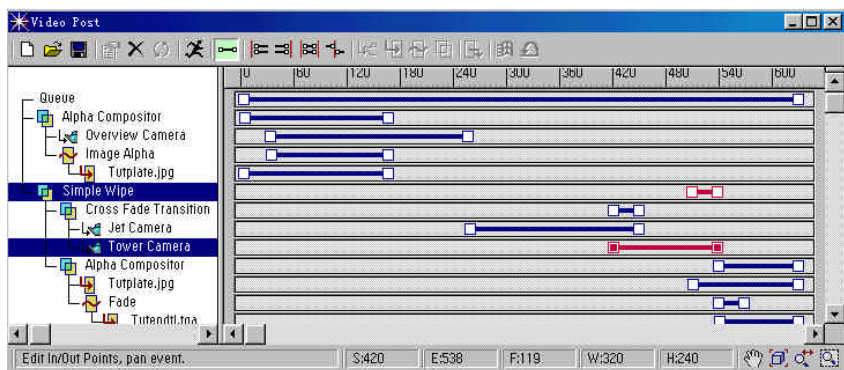 Video Post
0 60 120 180 240 300 360 420 480 540 600
Queue
Alpha Compositor
Overview Camera
Image Alpha
Tutplate.jpg
Simple Wipe
Cross Fade Transition
Jet Camera
Tower Camera
Alpha Compositor
Tutplate.jpg
Fade
Tutendtl.tga
Edit In/Out Points, pan event. S:420 E:538 F:119 W:320 H:240